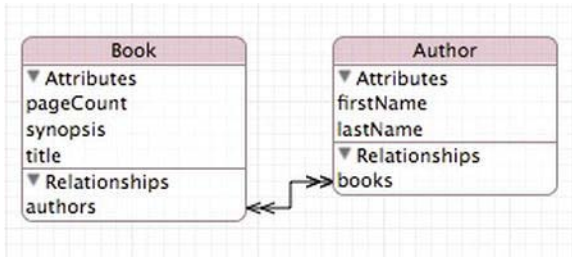 Book
Attributes
pageCount
synopsis
title
Relationships
authors
Author
Attributes
firstName
lastName
Relationships
books